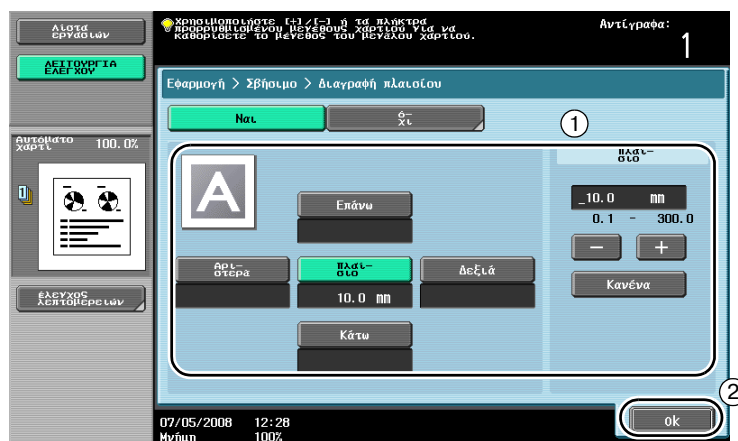 Λίστα
εργασιών
ΛΕΙΤΟΥΡΓΙΑ
ΕΛΕΓΧΟΥ
Χρησιμοποιήστε [+]/[-] ή τα πλήκτρα
προρρυθμισμένου μεγέθους χαρτιού για να
καθορίσετε το μέγεθος του μεγάλου χαρτιού.
Αντίγραφα:
1
Εφαρμογή > Σβήσιμο > Διαγραφή πλαισίου
Ναι
ό-
χι
1
Αυτόματο
χαρτί
100.0%
1
A
Επάνω
Αρι-
στερά
Πλαί-
σιο
Δεξιά
10.0 mm
Κάτω
Πλαί-
σιο
_10.0 mm
0.1 - 300.0
- +
Κανένα
έλεγχος
λεπτομερειών
2
ok
07/05/2008 12:28
Μνήμη 100%